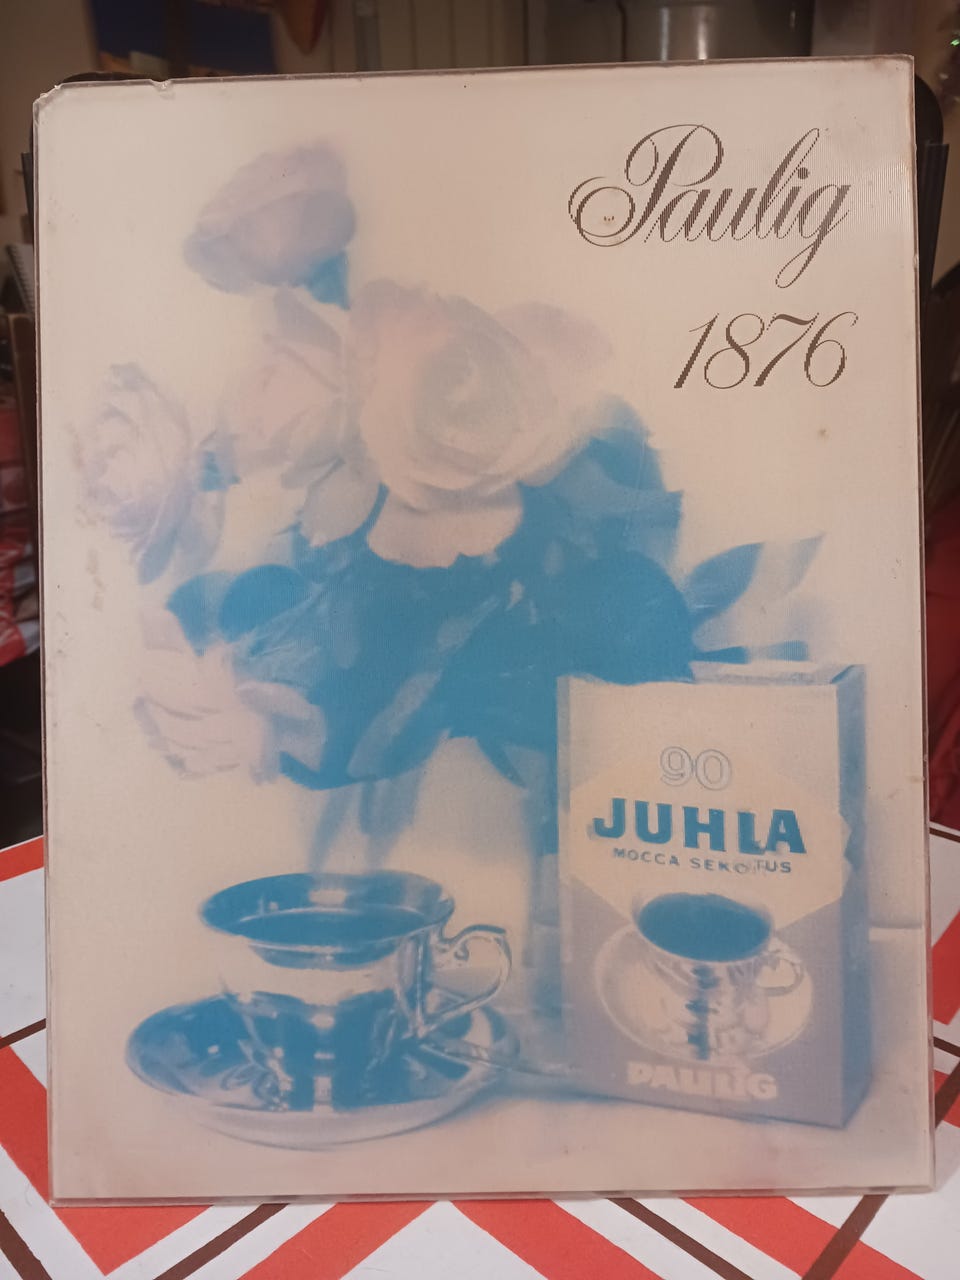 Paulig
1876
90
JUHLA
MOCCA SEKOITUS
PAULIG